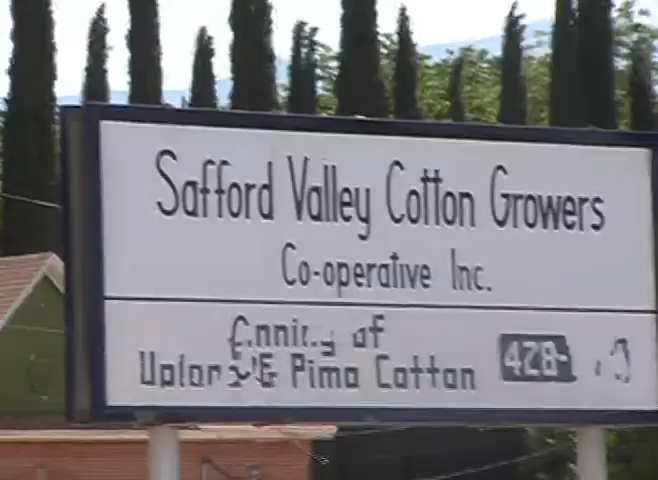 Safford Valley Cotton Growers
Co-operative Inc.
of
& Pima Cotton 428-